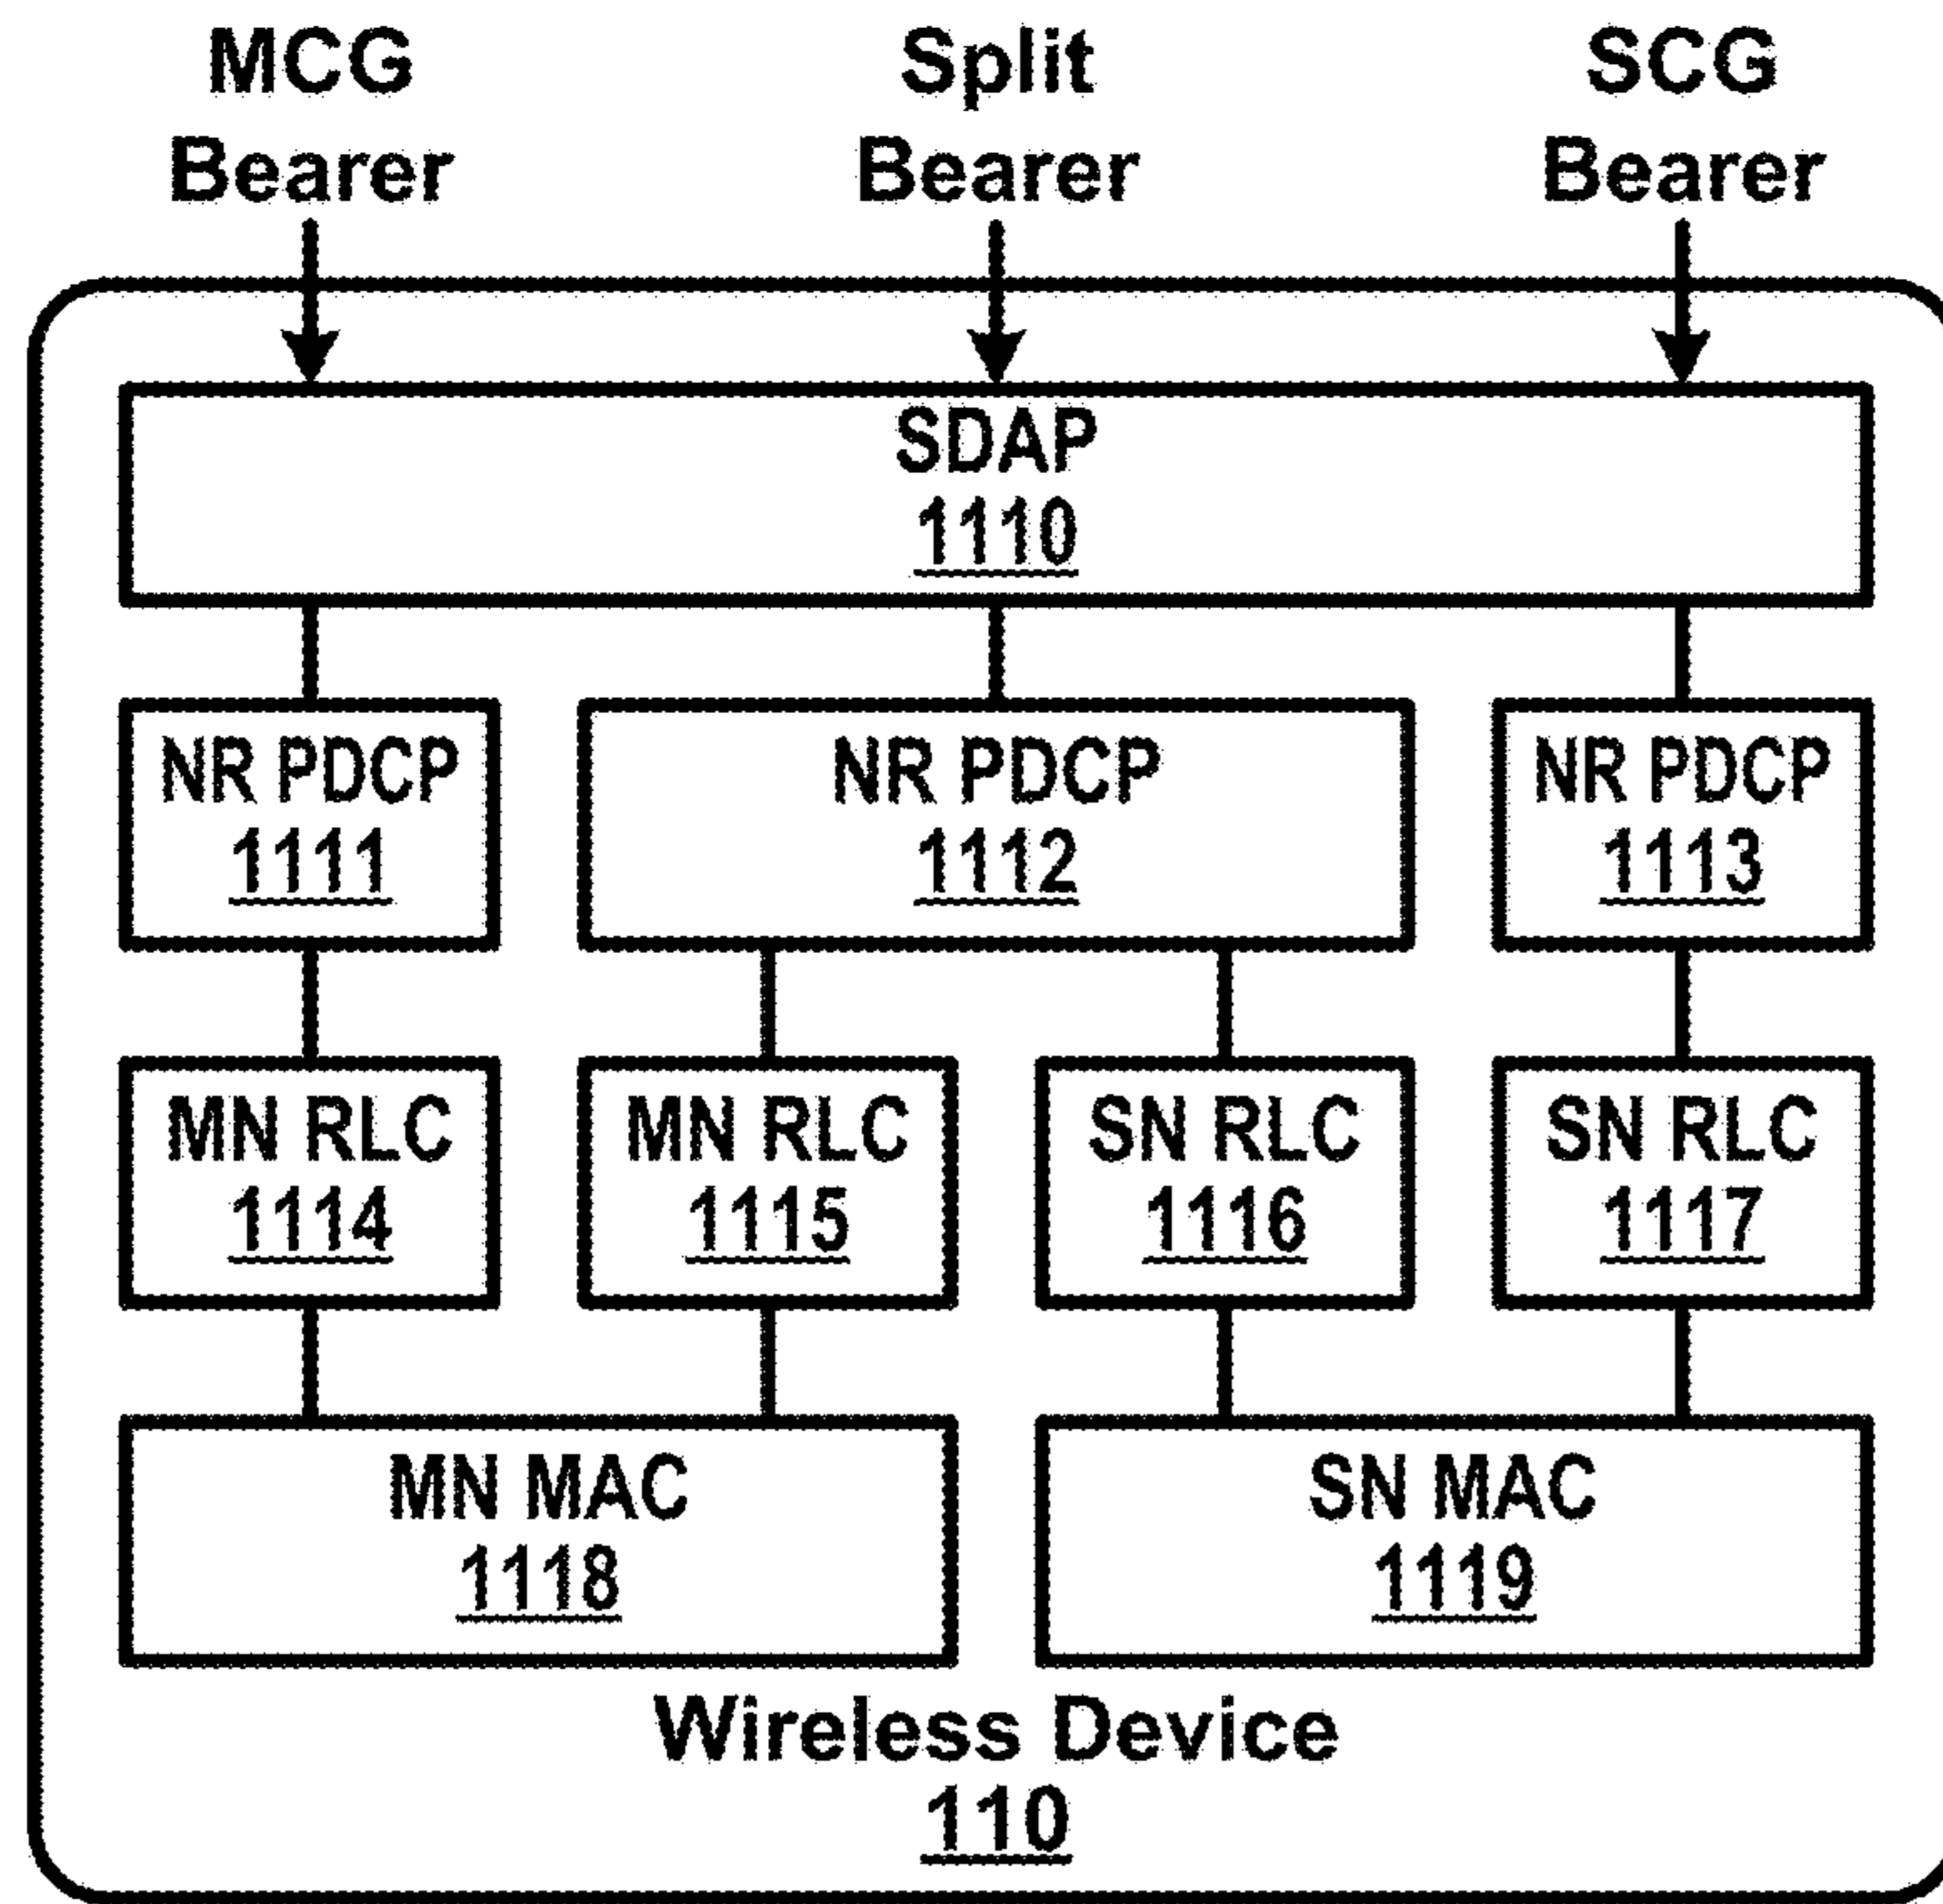 MCG
Bearer
Split
Bearer
SCG
Bearer
SDAP
1110
NR PDCP
1111
NR PDCP
1112
NR PDCP
1113
MN RLC
1114
MN RLC
1115
SN RLC
1116
SN RLC
1117
MN MAC
1118
SN MAC
1119
Wireless Device
110